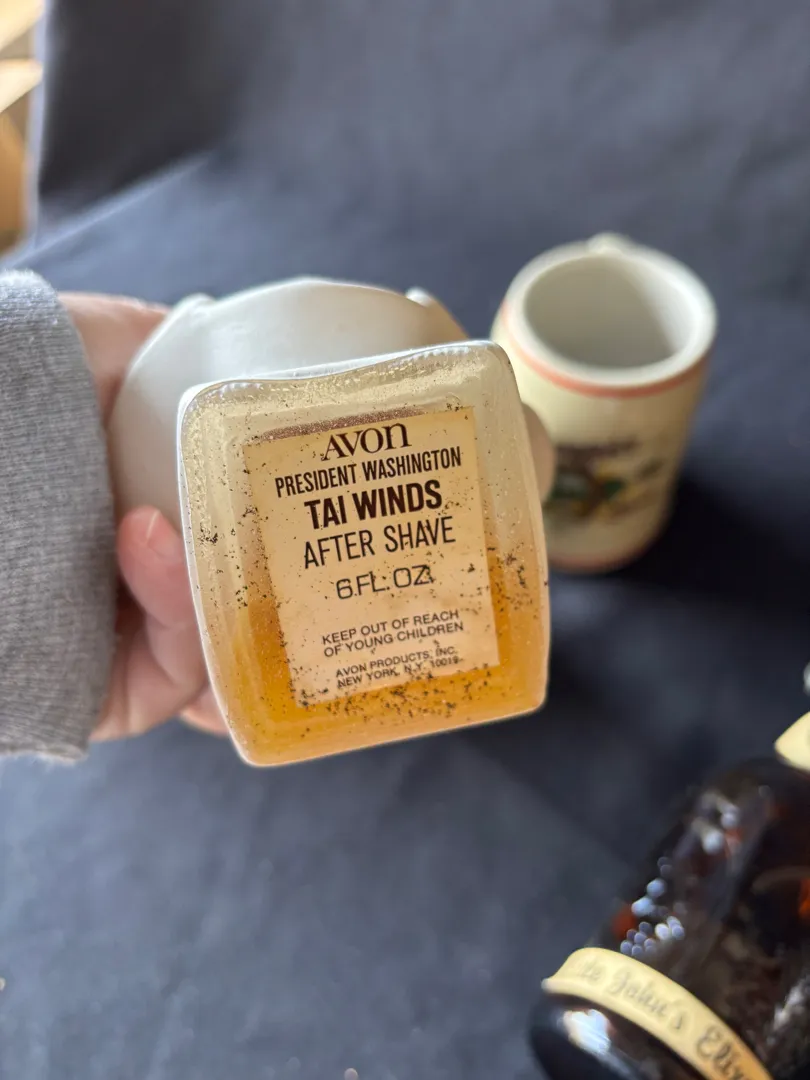 AVON
PRESIDENT WASHINGTON
TAI WINDS
AFTER SHAVE
6 FL. OZ.
KEEP OUT OF REACH
OF YOUNG CHILDREN
AVON PRODUCTS, INC.
NEW YORK, N.Y. 10019
John's